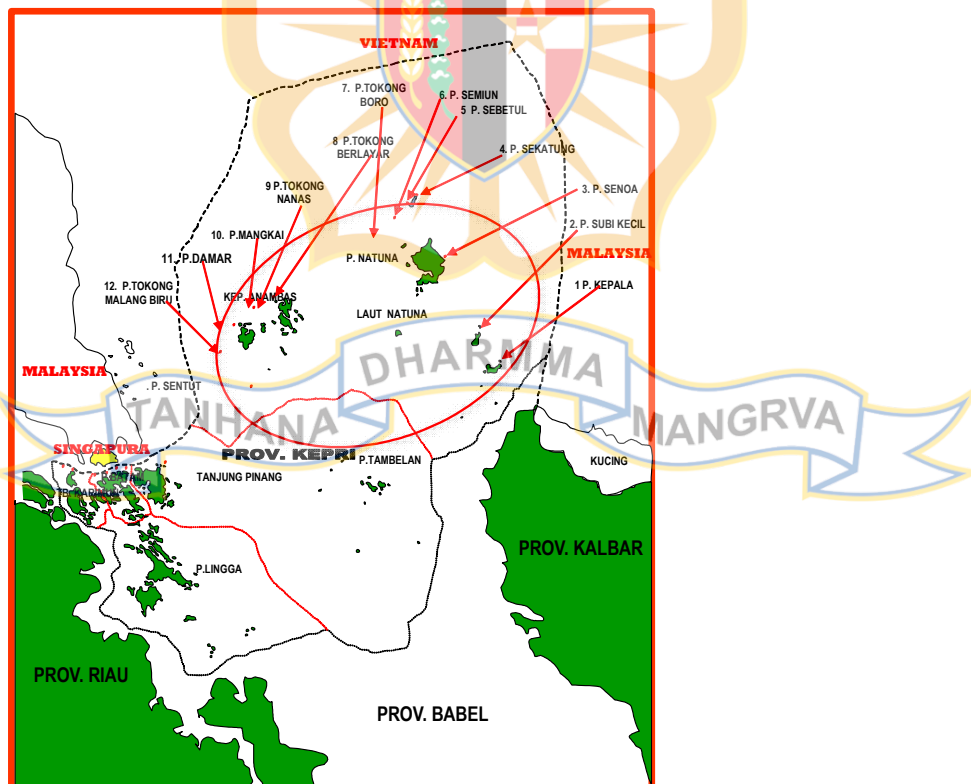 VIETNAM
7.  P.TOKONG
BORO
6. P. SEMIUN
5  P. SEBETUL
8  P.TOKONG
BERLAYAR
4. P. SEKATUNG
9 P.TOKONG
NANAS
3. P. SENOA
2. P. SUBI KECIL
10.  P.MANGKAI
MALAYSIA
11.  P.DAMAR
P. NATUNA
12.  P.TOKONG
MALANG BIRU
KEP. ANAMBAS
1 P. KEPALA
LAUT  NATUNA
DHARMMA
MALAYSIA
. P. SENTUT
TANHANA
MANGRVA
SINGAPURA
PROV. KEPRI
P.TAMBELAN
KUCING
TANJUNG PINANG
PROV. KALBAR
P.LINGGA
PROV. RIAU
PROV. BABEL